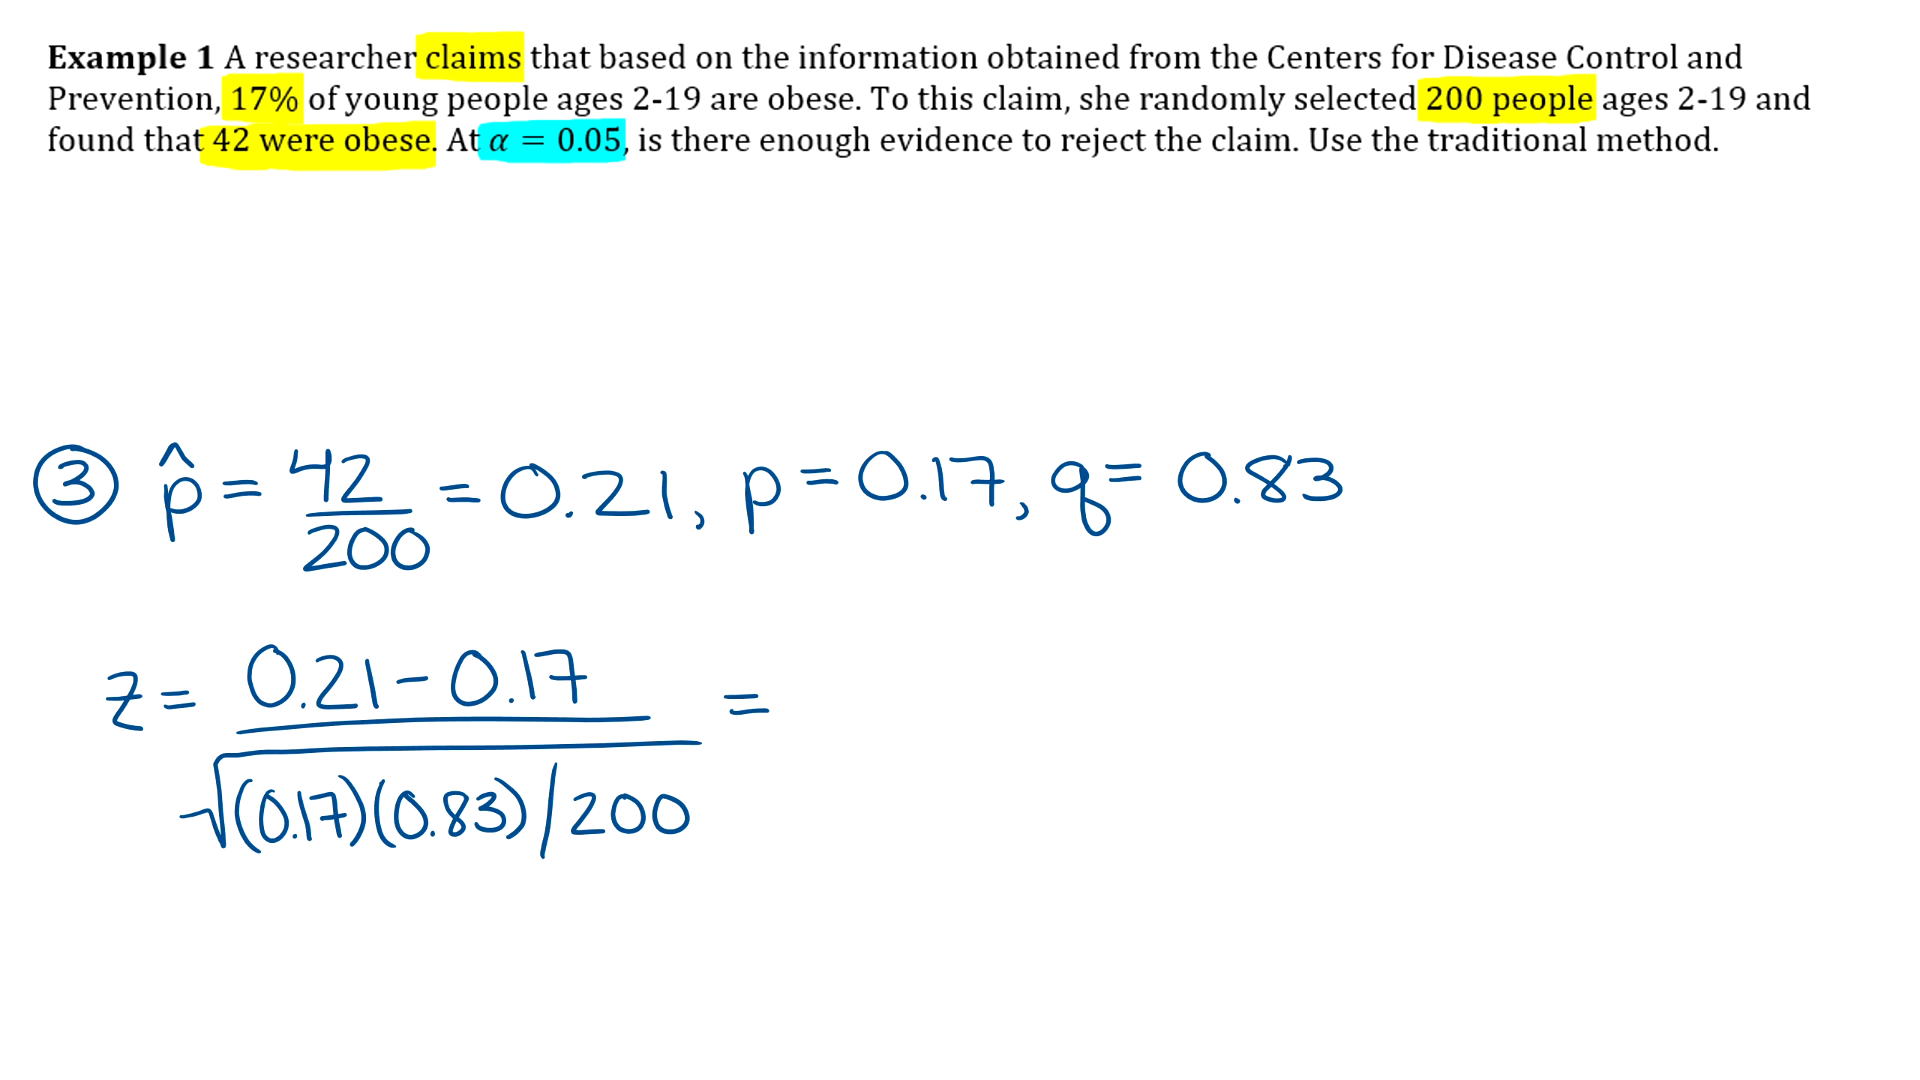 Example 1 A researcher claims that based on the information obtained from the Centers for Disease Control and
Prevention, 17% of young people ages 2-19 are obese. To this claim, she randomly selected 200 people ages 2-19 and
found that 42 were obese. At α = 0.05, is there enough evidence to reject the claim. Use the traditional method.
③ p̂ = 42/200 = 0.21, p = 0.17, q = 0.83
z = 0.21 - 0.17 / √(0.17)(0.83)/200 =